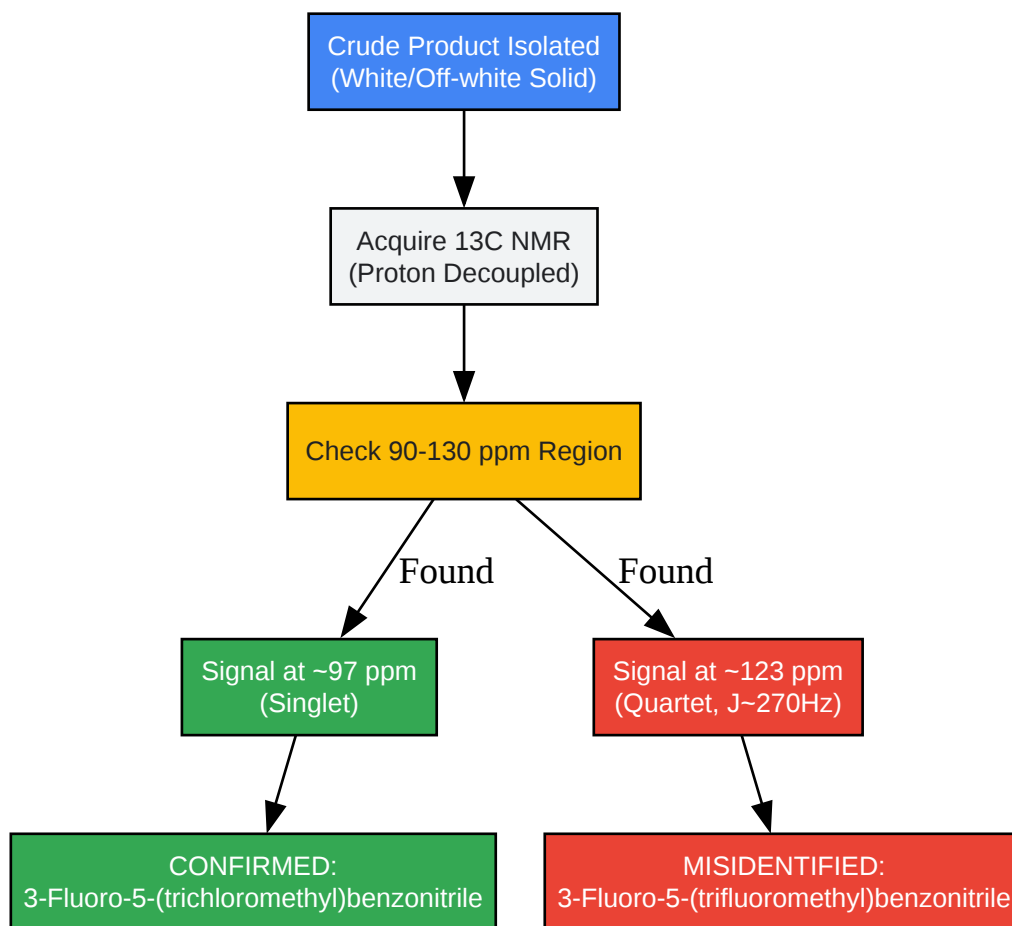 Crude Product Isolated
(White/Off-white Solid)
Acquire 13C NMR
(Proton Decoupled)
Check 90-130 ppm Region
Found
Found
Signal at ~97 ppm
(Singlet)
Signal at ~123 ppm
(Quartet, J~270Hz)
CONFIRMED:
3-Fluoro-5-(trichloromethyl)benzonitrile
MISIDENTIFIED:
3-Fluoro-5-(trifluoromethyl)benzonitrile